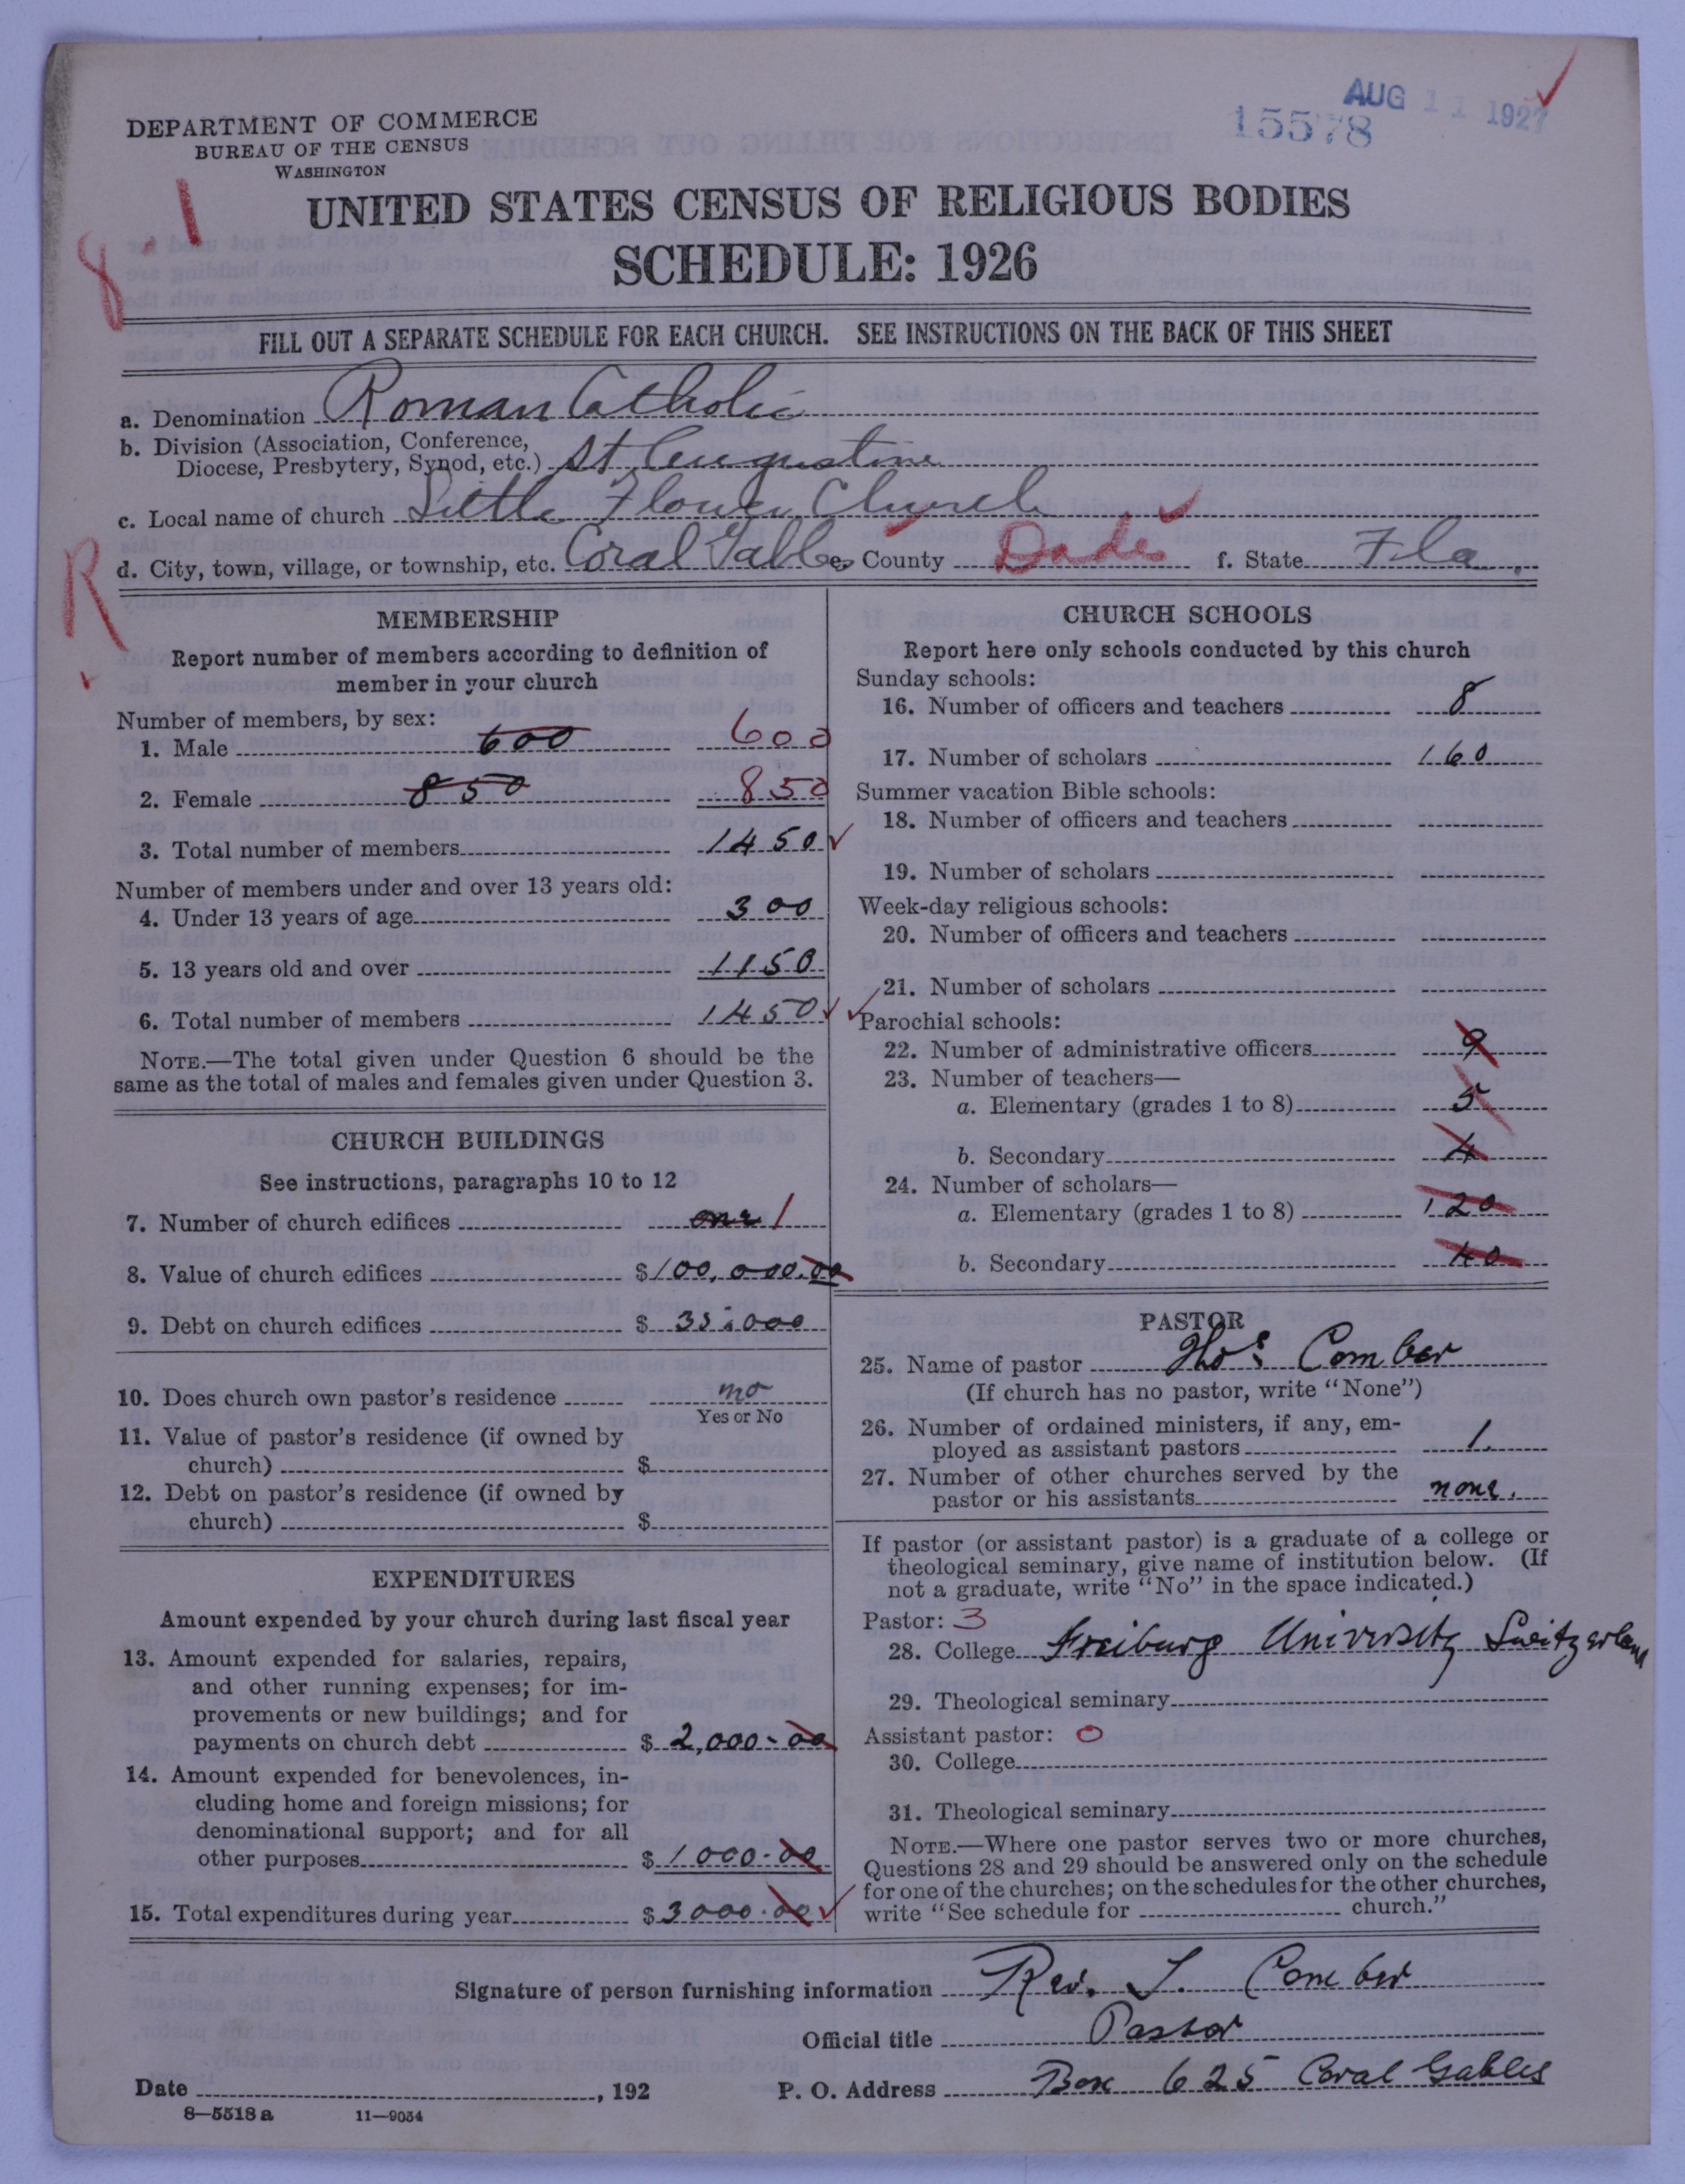 DEPARTMENT OF COMMERCE
BUREAU OF THE CENSUS
WASHINGTON
AUG 11 1927
15578
8 1
UNITED STATES CENSUS OF RELIGIOUS BODIES
SCHEDULE: 1926
FILL OUT A SEPARATE SCHEDULE FOR EACH CHURCH. SEE INSTRUCTIONS ON THE BACK OF THIS SHEET
a. Denomination Roman Catholic
b. Division (Association, Conference,
Diocese, Presbytery, Synod, etc.) St. Augustine
c. Local name of church Little Flower Church
d. City, town, village, or township, etc. Coral Gables e. County Dade f. State Fla.
R
MEMBERSHIP
Report number of members according to definition of
member in your church
Number of members, by sex:
1. Male 600 600
2. Female 850 850
3. Total number of members 1450
Number of members under and over 13 years old:
4. Under 13 years of age 300
5. 13 years old and over 1150
6. Total number of members 1450
NOTE.—The total given under Question 6 should be the
same as the total of males and females given under Question 3.
CHURCH BUILDINGS
See instructions, paragraphs 10 to 12
7. Number of church edifices one 1
8. Value of church edifices $100,000.00
9. Debt on church edifices $ 35,000
10. Does church own pastor's residence no
Yes or No
11. Value of pastor's residence (if owned by
church) $
12. Debt on pastor's residence (if owned by
church) $
EXPENDITURES
Amount expended by your church during last fiscal year
13. Amount expended for salaries, repairs,
and other running expenses; for im-
provements or new buildings; and for
payments on church debt $ 2,000-00
14. Amount expended for benevolences, in-
cluding home and foreign missions; for
denominational support; and for all
other purposes $ 1000.00
15. Total expenditures during year $ 3000.00
CHURCH SCHOOLS
Report here only schools conducted by this church
Sunday schools:
16. Number of officers and teachers 8
17. Number of scholars 160
Summer vacation Bible schools:
18. Number of officers and teachers
19. Number of scholars
Week-day religious schools:
20. Number of officers and teachers
21. Number of scholars
Parochial schools:
22. Number of administrative officers 9
23. Number of teachers—
a. Elementary (grades 1 to 8) 5
b. Secondary 4
24. Number of scholars—
a. Elementary (grades 1 to 8) 120
b. Secondary 40
PASTOR
25. Name of pastor Thos Comber
(If church has no pastor, write "None")
26. Number of ordained ministers, if any, em-
ployed as assistant pastors 1.
27. Number of other churches served by the
pastor or his assistants none.
If pastor (or assistant pastor) is a graduate of a college or
theological seminary, give name of institution below. (If
not a graduate, write "No" in the space indicated.)
Pastor: 3
28. College Freiburg University Switzerland
29. Theological seminary
Assistant pastor: 0
30. College
31. Theological seminary
NOTE.—Where one pastor serves two or more churches,
Questions 28 and 29 should be answered only on the schedule
for one of the churches; on the schedules for the other churches,
write "See schedule for church."
Signature of person furnishing information Rev. T. Comber
Official title Pastor
Date , 192 P. O. Address Box 625 Coral Gables
8—5518 a 11—9034